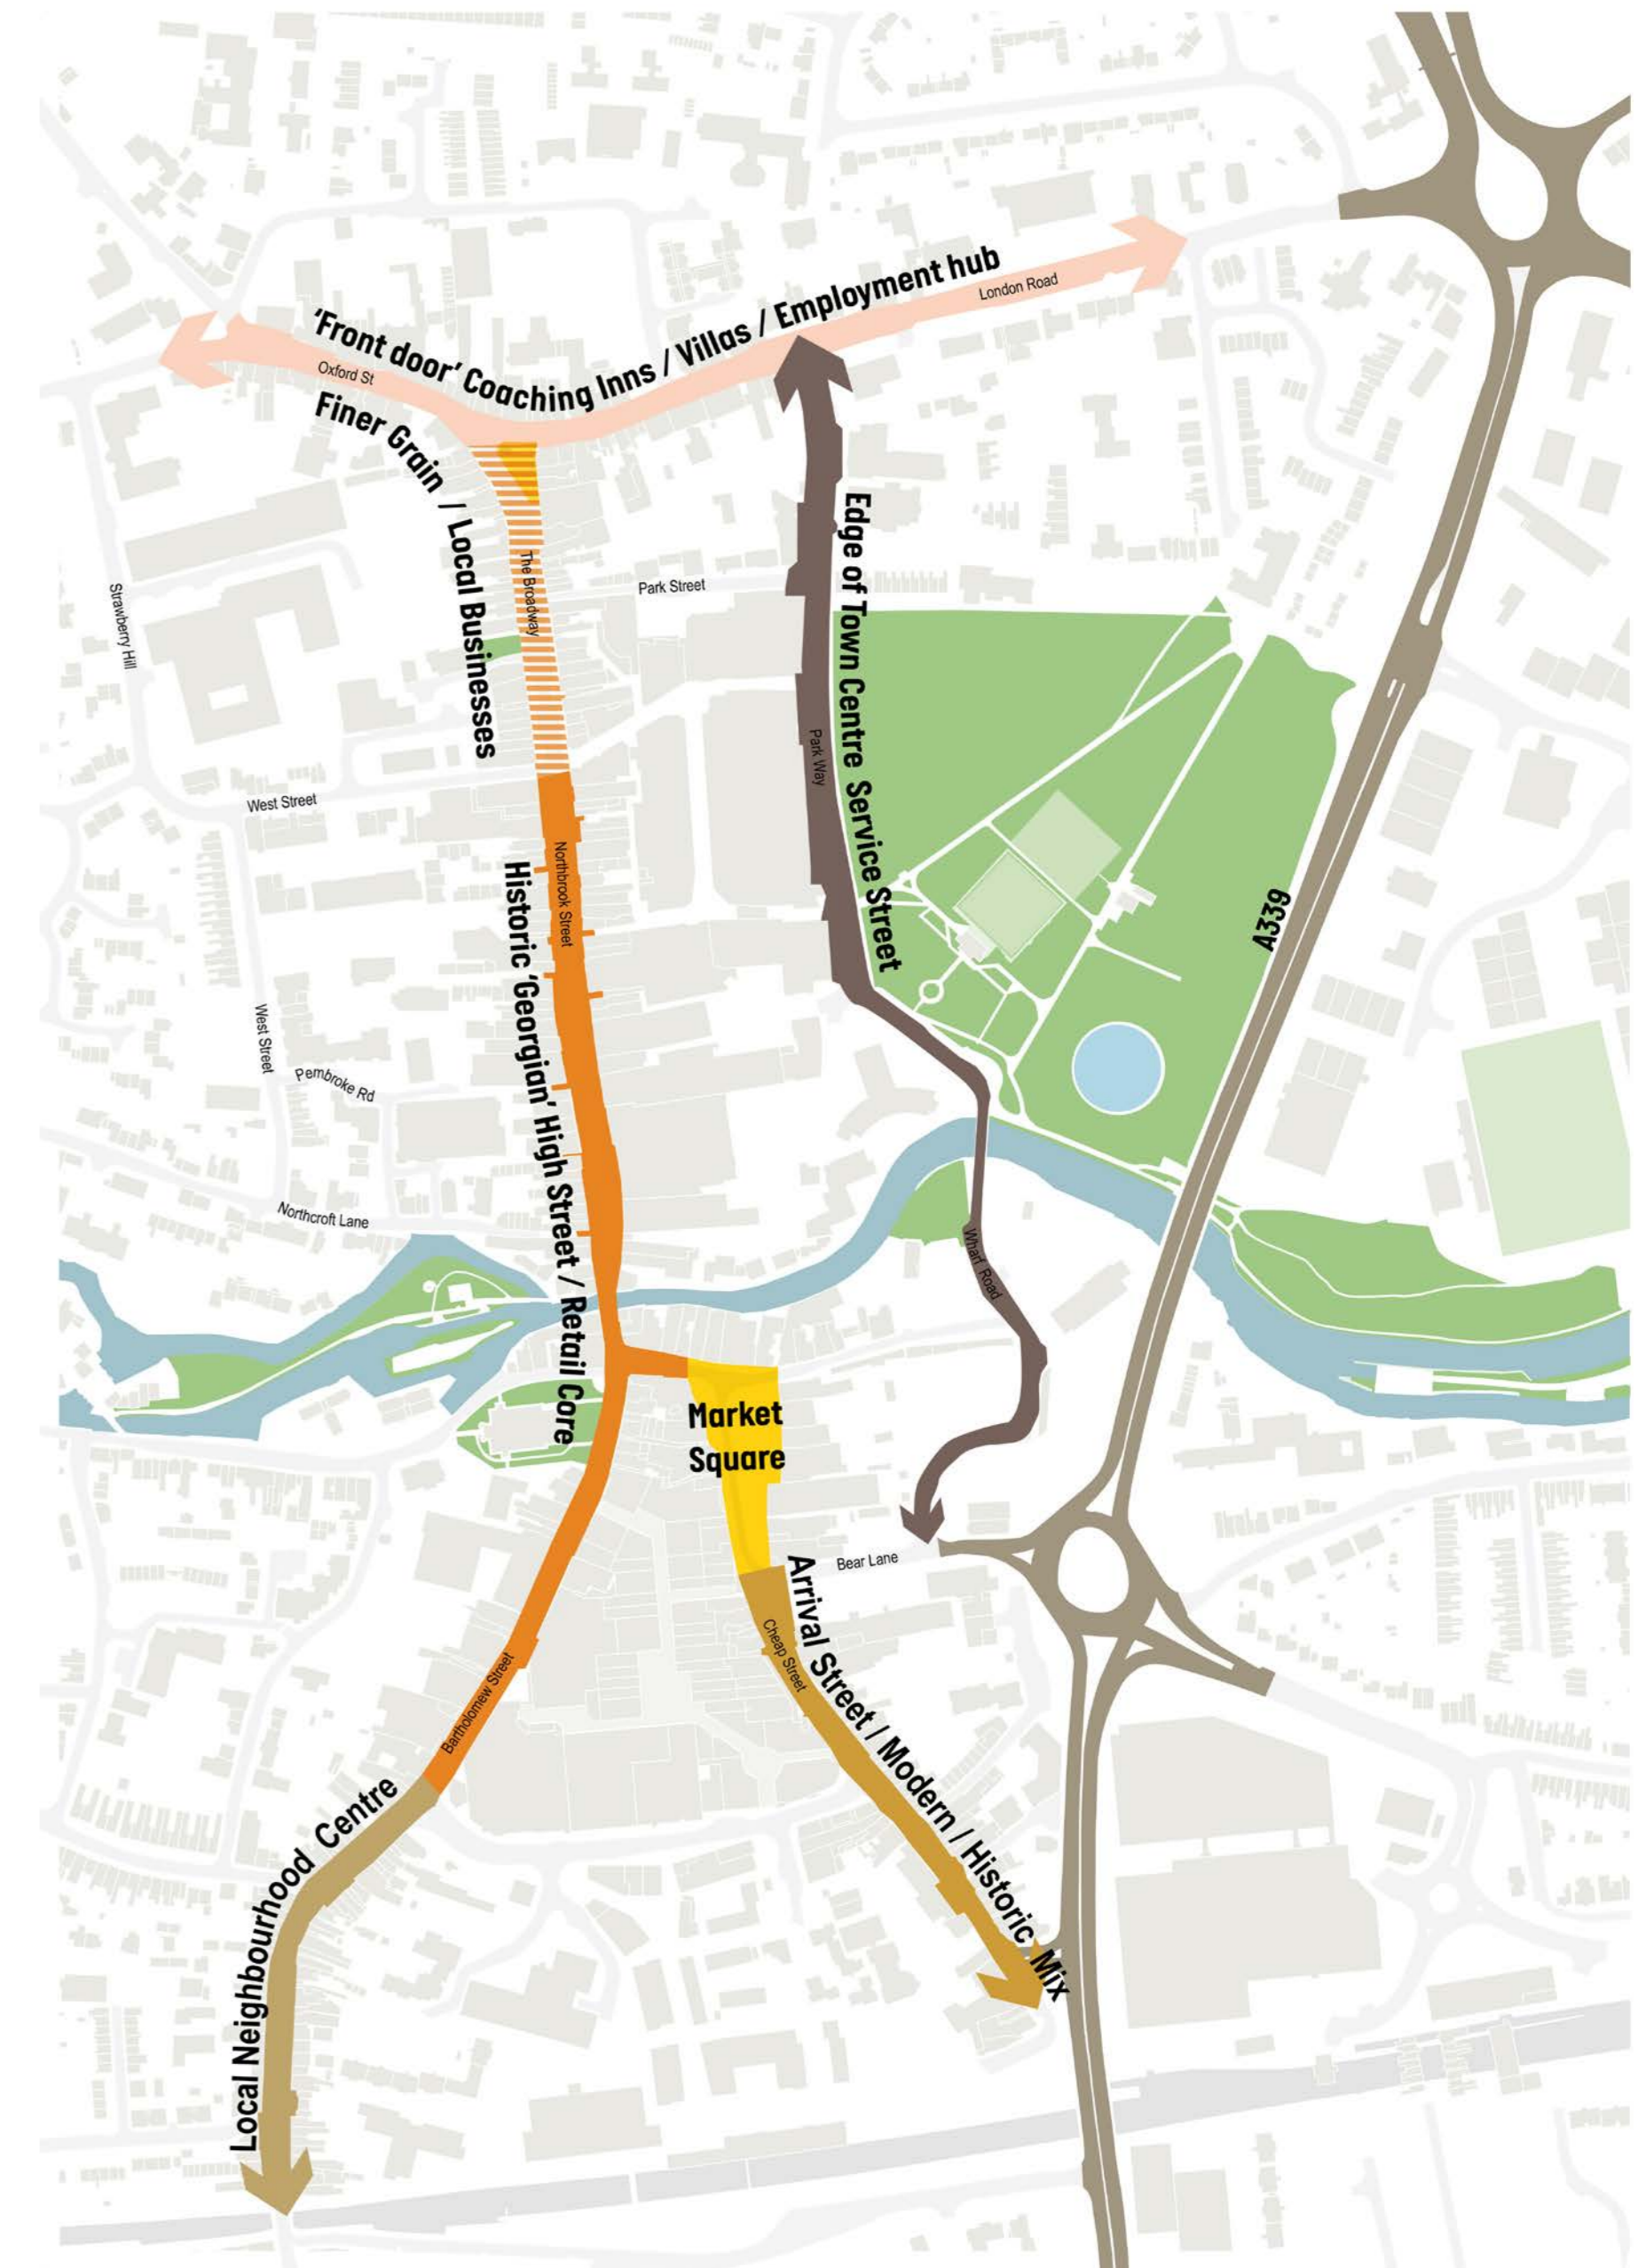 'Front door' Coaching Inns / Villas / Employment hub
London Road
Oxford St
Finer Grain / Local Businesses
The Broadway
Park Street
Edge of Town Centre Service Street
Strawberry Hill
Park Way
West Street
Northbrook Street
Historic 'Georgian' High Street / Retail Core
A339
West Street
Pembroke Rd
Northcroft Lane
Wharf Road
Market
Square
Bear Lane
Arrival Street / Modern / Historic Mix
Cheap Street
Bartholomew Street
Local Neighbourhood Centre